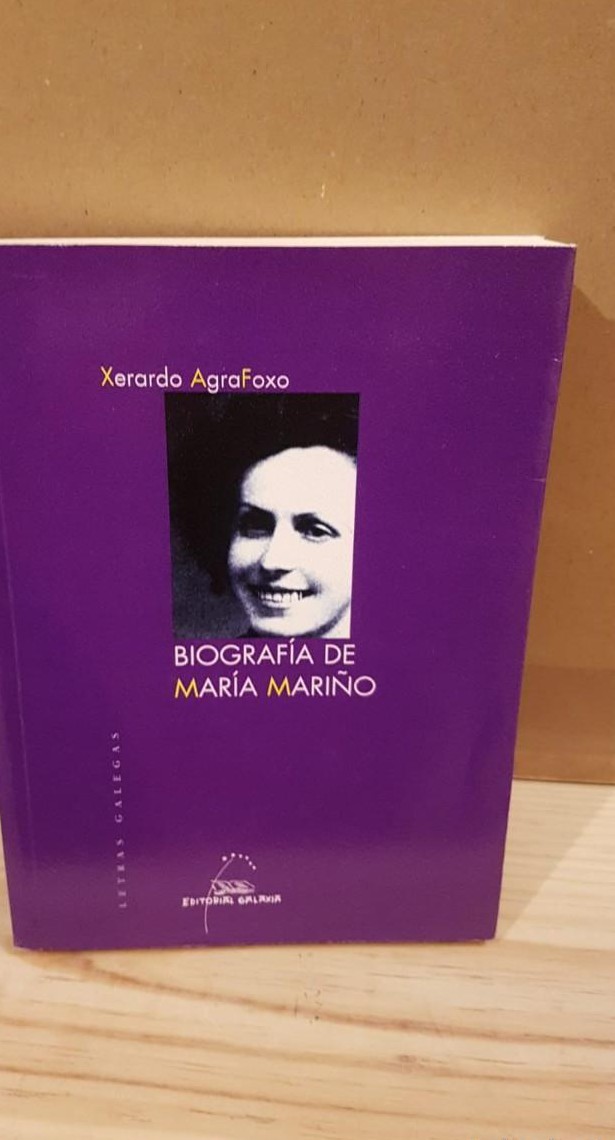 Xerardo AgraFoxo
BIOGRAFÍA DE
MARÍA MARIÑO
LETRAS GALEGAS
EDITORIAL GALAXIA